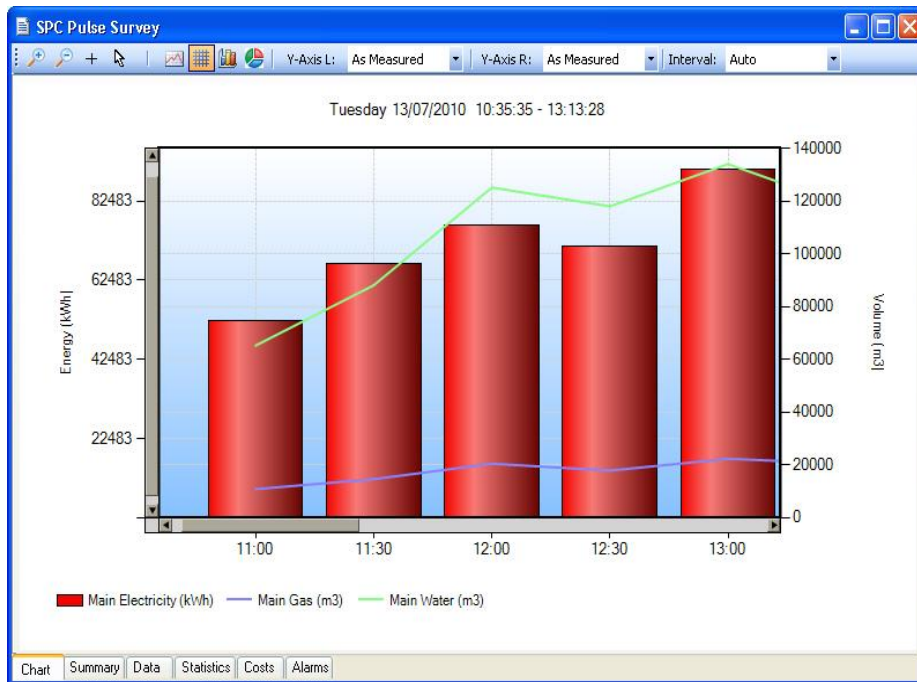 SPC Pulse Survey
Y-Axis L: As Measured Y-Axis R: As Measured Interval: Auto
Tuesday 13/07/2010 10:35:35 - 13:13:28
140000
82483 120000
100000
62483 80000
Energy (kWh) Volume (m3)
42483 60000
40000
22483 20000
0
11:00 11:30 12:00 12:30 13:00
Main Electricity (kWh) Main Gas (m3) Main Water (m3)
Chart Summary Data Statistics Costs Alarms